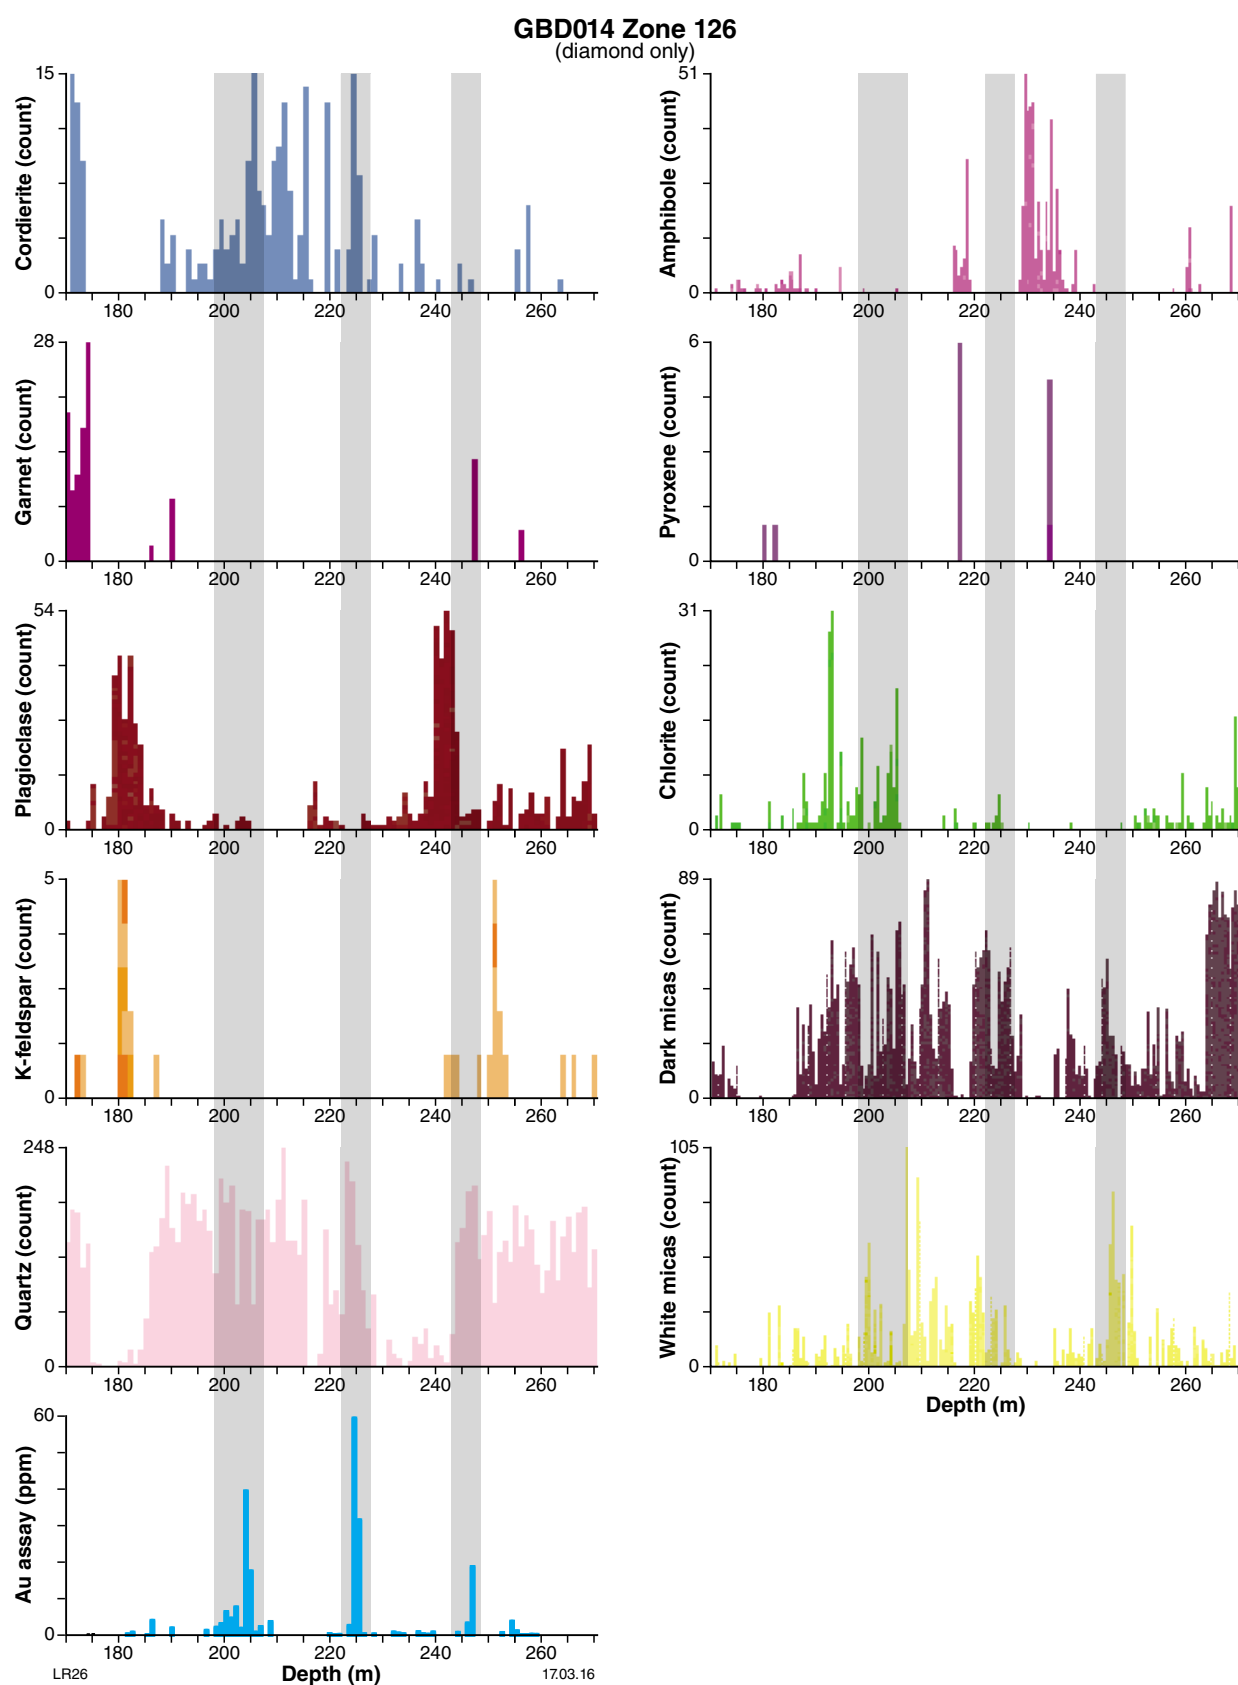 GBD014 Zone 126
(diamond only)
Cordierite (count)
15
0
180 200 220 240 260
Amphibole (count)
51
0
180 200 220 240 260
Garnet (count)
28
0
180 200 220 240 260
Pyroxene (count)
6
0
180 200 220 240 260
Plagioclase (count)
54
0
180 200 220 240 260
Chlorite (count)
31
0
180 200 220 240 260
K-feldspar (count)
5
0
180 200 220 240 260
Dark micas (count)
89
0
180 200 220 240 260
Quartz (count)
248
0
180 200 220 240 260
White micas (count)
105
0
180 200 220 240 260
Depth (m)
Au assay (ppm)
60
0
180 200 220 240 260
LR26
Depth (m)
17.03.16